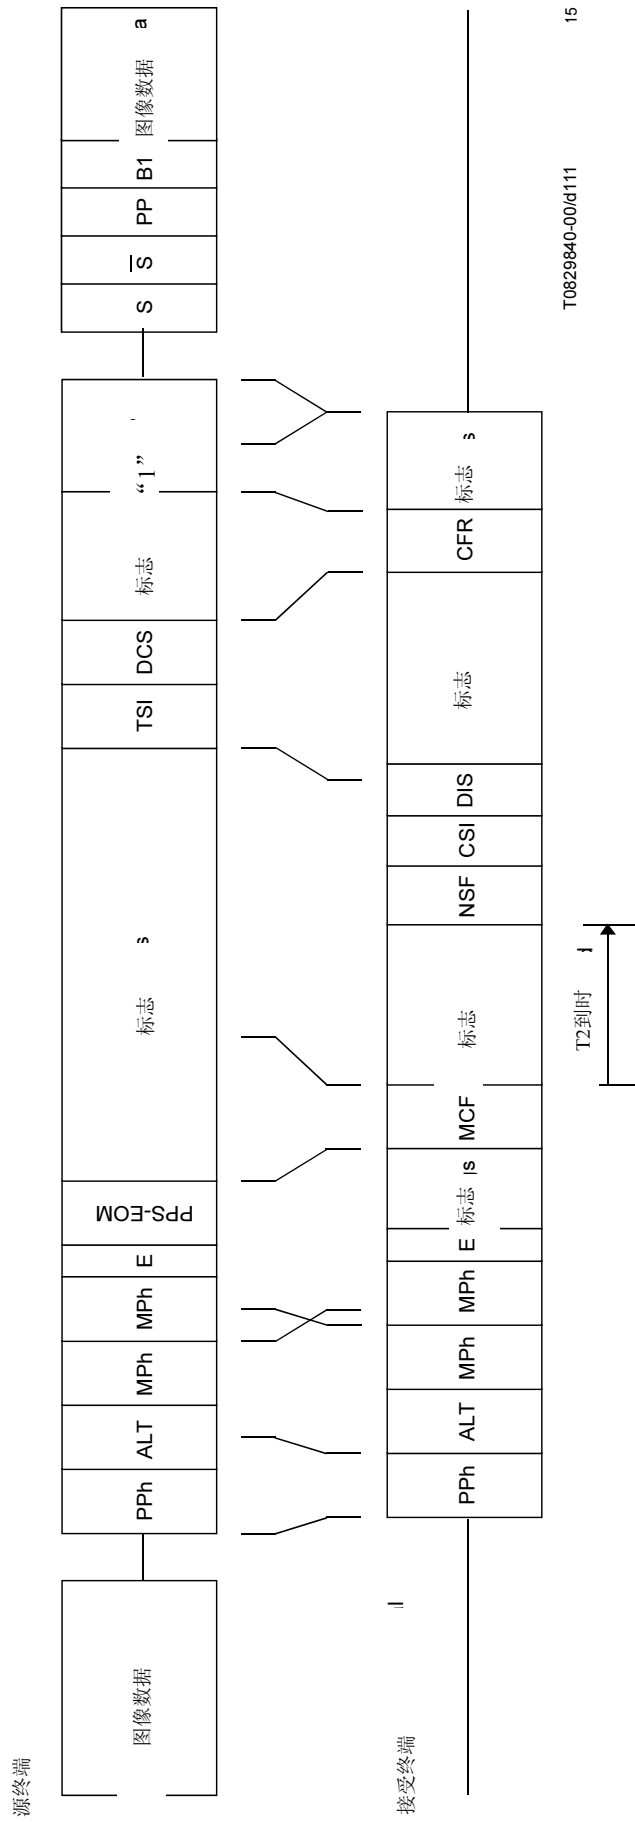 源终端
图像数据
PPh
ALT
MPh
MPh
E
PPS-EOM
标志 s
TSI
DCS
标志
“1”
S
S̅
PP
B1
图像数据 a
接受终端
PPh
ALT
MPh
MPh
E
标志 s
MCF
标志
NSF
CSI
DIS
标志
CFR
标志 s
T2到时
T0829840-00/d111
15